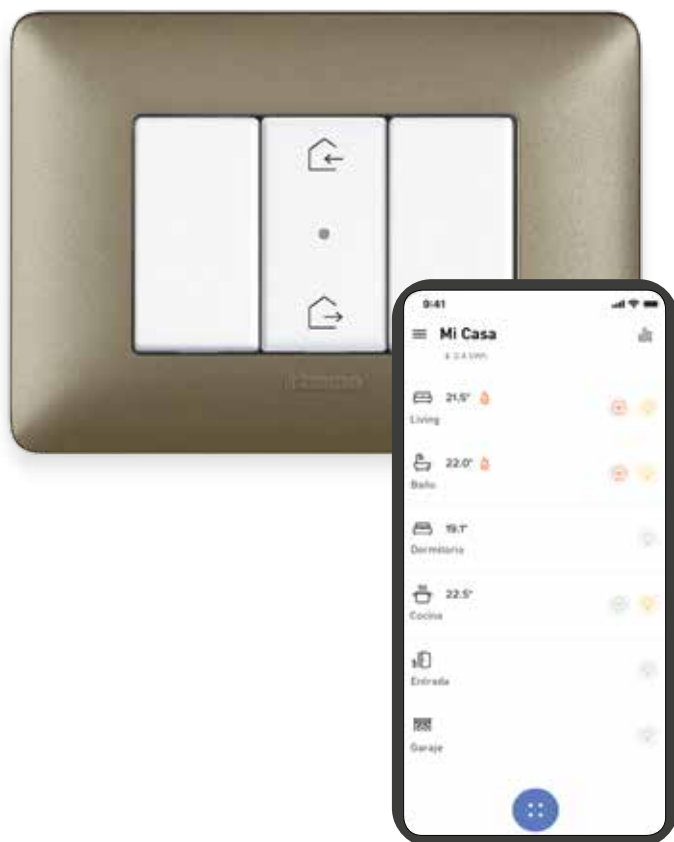 9:41
Mi Casa
21.5°
Living
22.0°
Baño
19.1°
Dormitorio
22.5°
Cocina
Entrada
Garaje